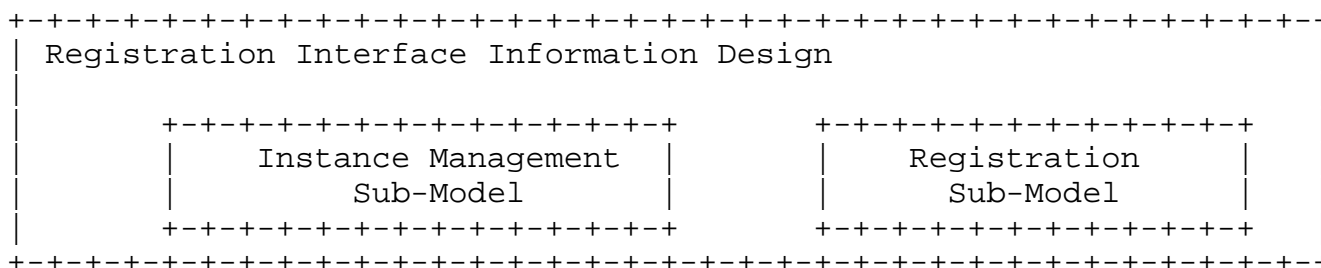 +-+-+-+-+-+-+-+-+-+-+-+-+-+-+-+-+-+-+-+-+-+-+-+-+-+-+-+-+-+-+-+-+-+-+--
| Registration Interface Information Design
|
|       +-+-+-+-+-+-+-+-+-+-+-+-+-+       +-+-+-+-+-+-+-+-+-+-+-+
|       |    Instance Management  |       |    Registration     |
|       |         Sub-Model       |       |      Sub-Model      |
|       +-+-+-+-+-+-+-+-+-+-+-+-+-+       +-+-+-+-+-+-+-+-+-+-+-+
+-+-+-+-+-+-+-+-+-+-+-+-+-+-+-+-+-+-+-+-+-+-+-+-+-+-+-+-+-+-+-+-+-+-+--